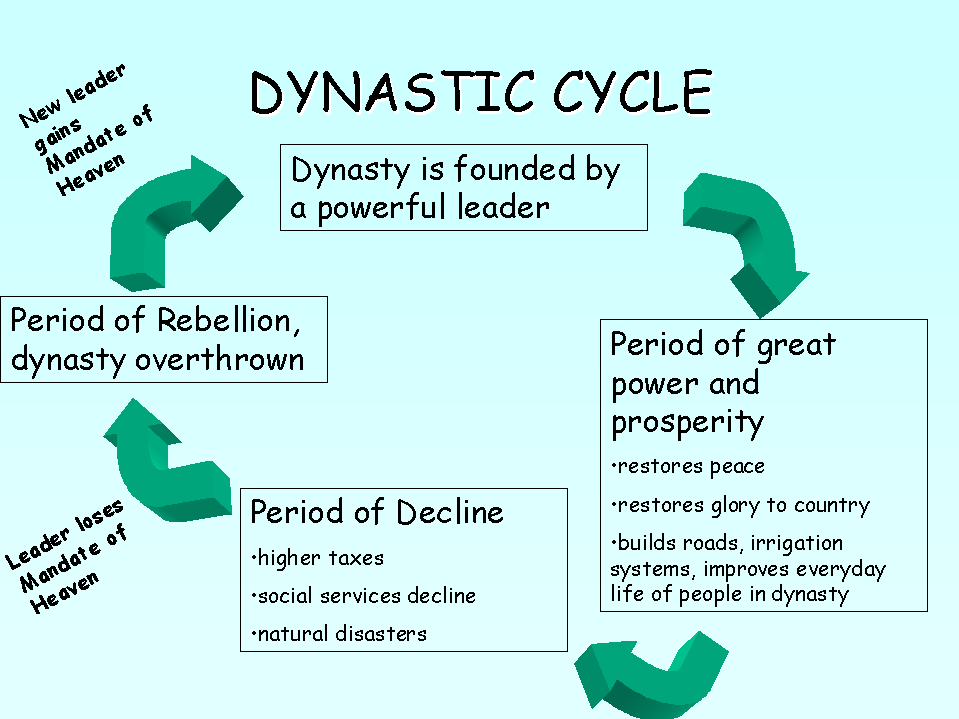 DYNASTIC CYCLE
New leader
gains
Mandate of
Heaven
Dynasty is founded by
a powerful leader
Period of great
power and
prosperity
•restores peace
•restores glory to country
•builds roads, irrigation
systems, improves everyday
life of people in dynasty
Period of Decline
•higher taxes
•social services decline
•natural disasters
Leader loses
Mandate of
Heaven
Period of Rebellion,
dynasty overthrown